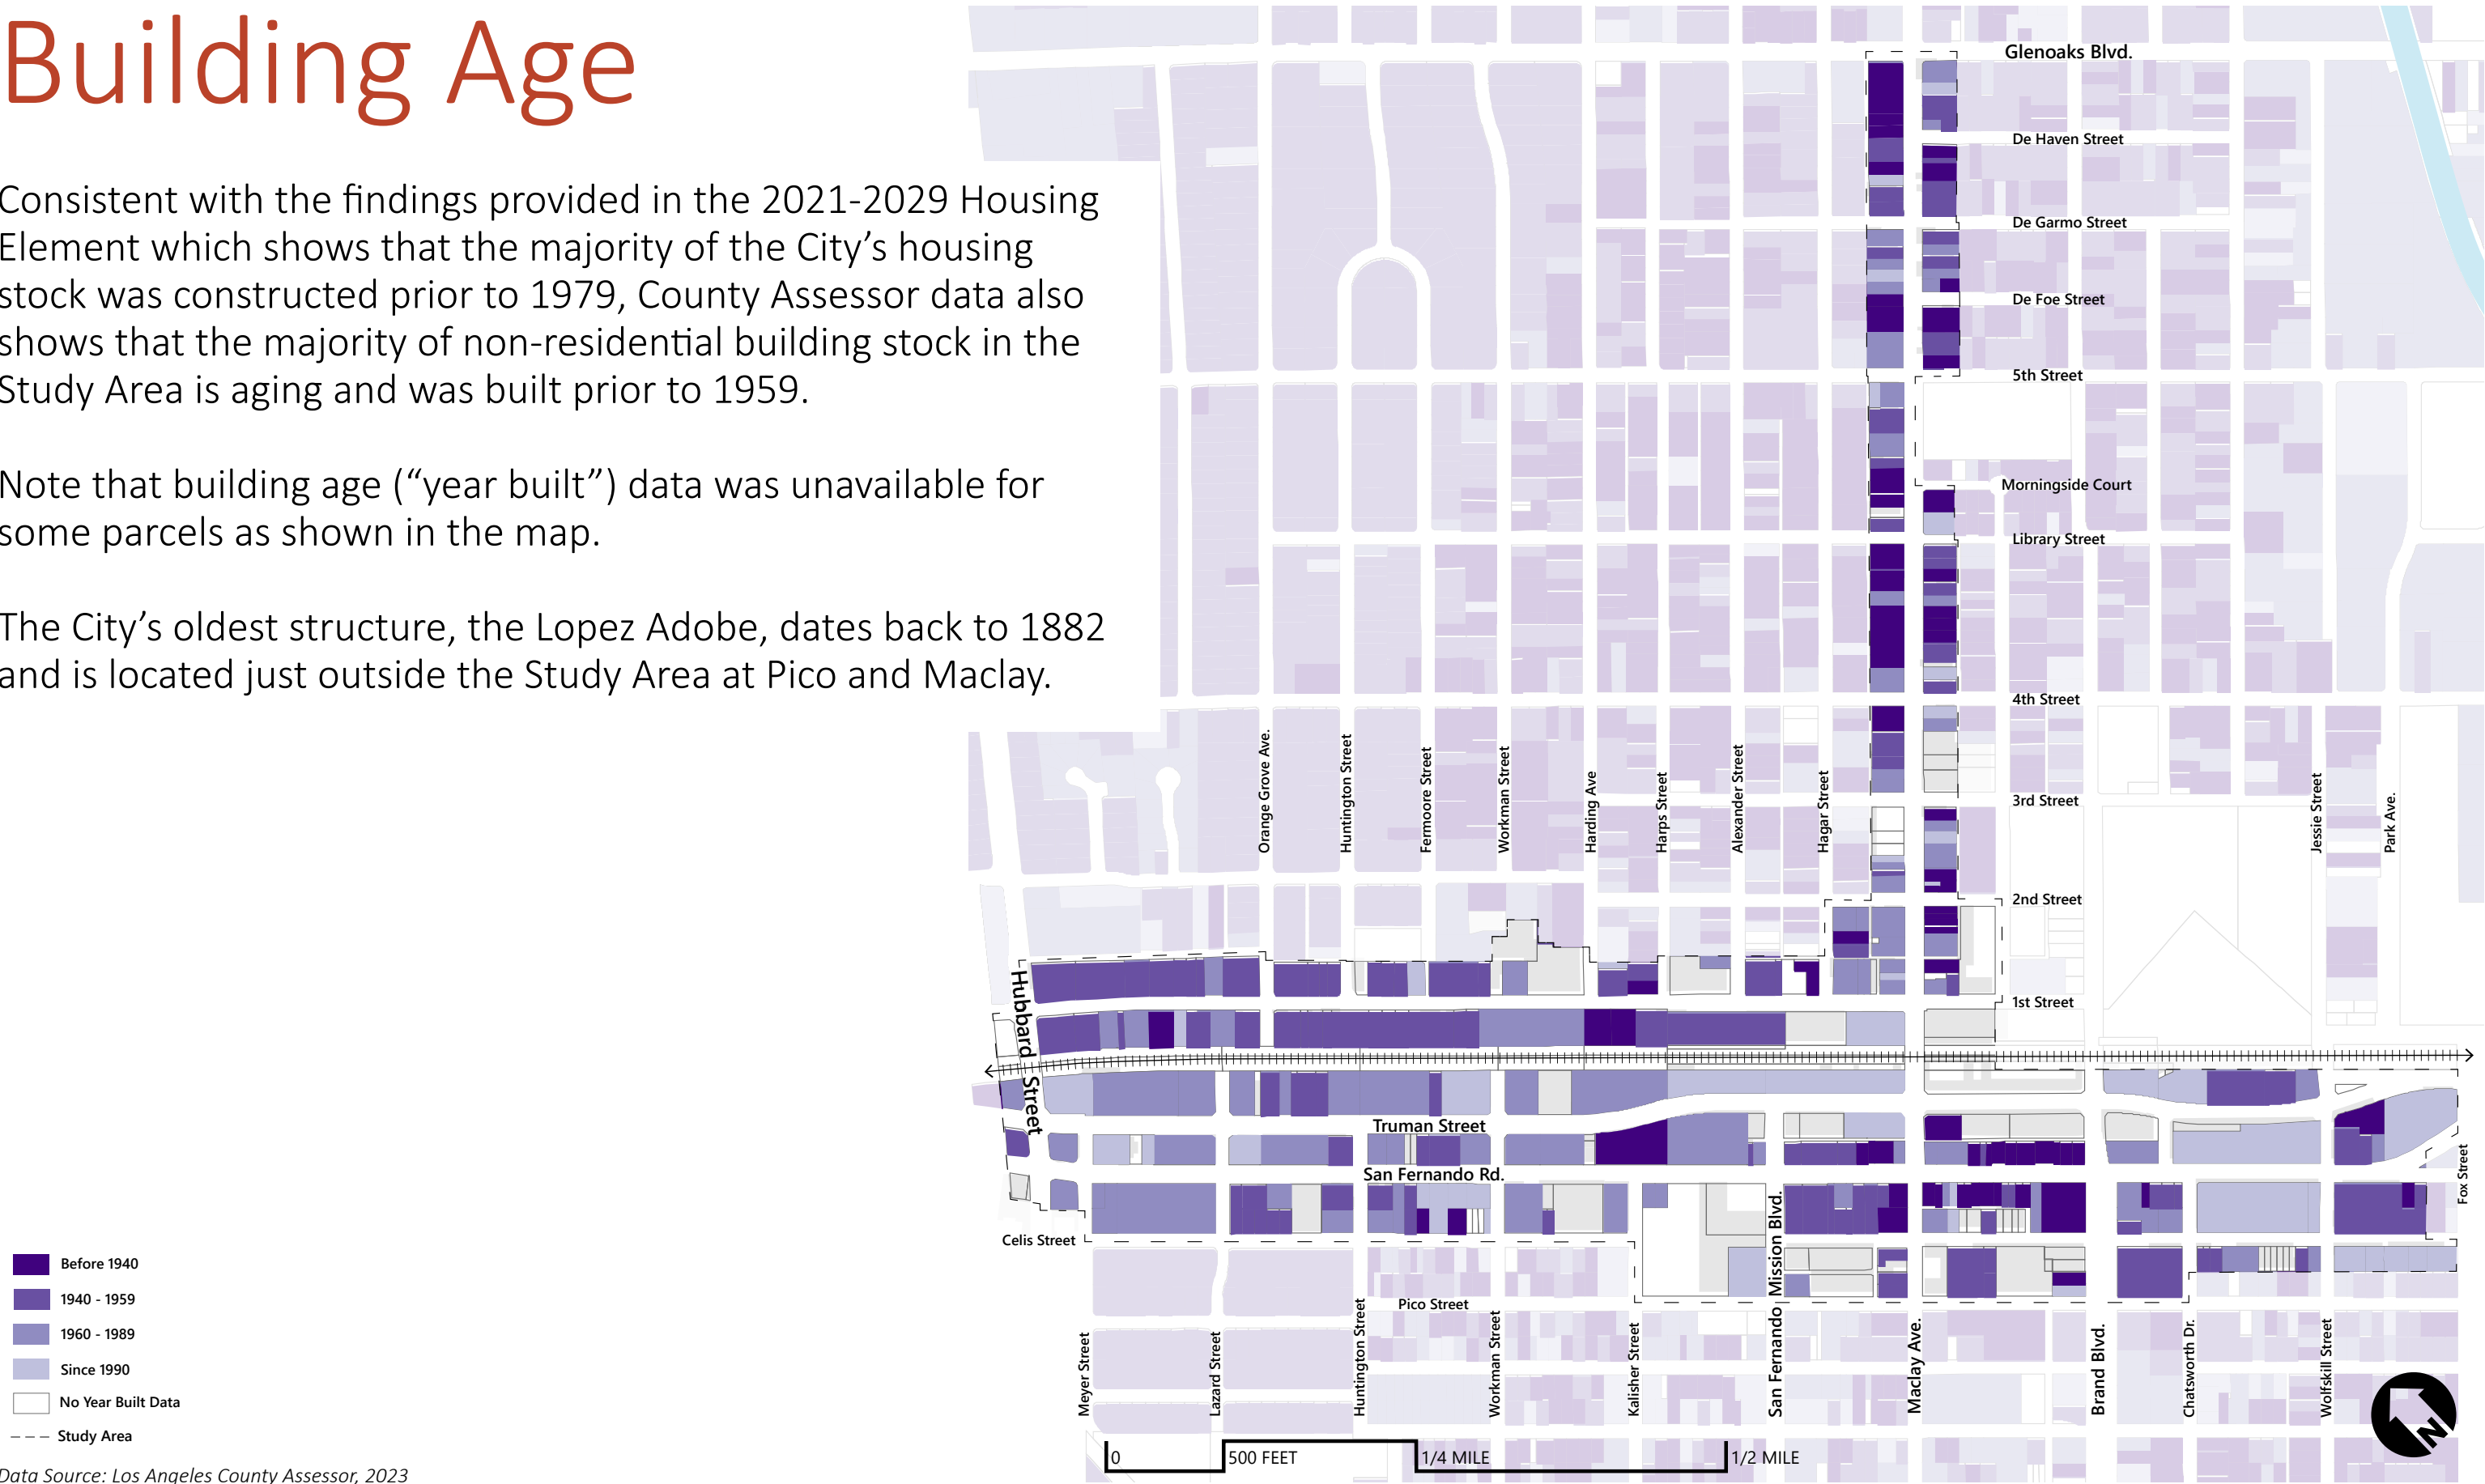 Building Age
Consistent with the findings provided in the 2021-2029 Housing
Element which shows that the majority of the City’s housing
stock was constructed prior to 1979, County Assessor data also
shows that the majority of non-residential building stock in the
Study Area is aging and was built prior to 1959.
Note that building age (“year built”) data was unavailable for
some parcels as shown in the map.
The City’s oldest structure, the Lopez Adobe, dates back to 1882
and is located just outside the Study Area at Pico and Maclay.
Glenoaks Blvd.
De Haven Street
De Garmo Street
De Foe Street
5th Street
Morningside Court
Library Street
4th Street
3rd Street
2nd Street
1st Street
Orange Grove Ave.
Huntington Street
Fermoore Street
Workman Street
Harding Ave
Harps Street
Alexander Street
Hagar Street
Jessie Street
Park Ave.
Hubbard Street
Truman Street
San Fernando Rd.
Celis Street
Pico Street
Fox Street
Meyer Street
Lazard Street
Huntington Street
Workman Street
Kalisher Street
San Fernando Mission Blvd.
Maclay Ave.
Brand Blvd.
Chatsworth Dr.
Wolfskill Street
Before 1940
1940 - 1959
1960 - 1989
Since 1990
No Year Built Data
Study Area
Data Source: Los Angeles County Assessor, 2023
0
500 FEET
1/4 MILE
1/2 MILE
N